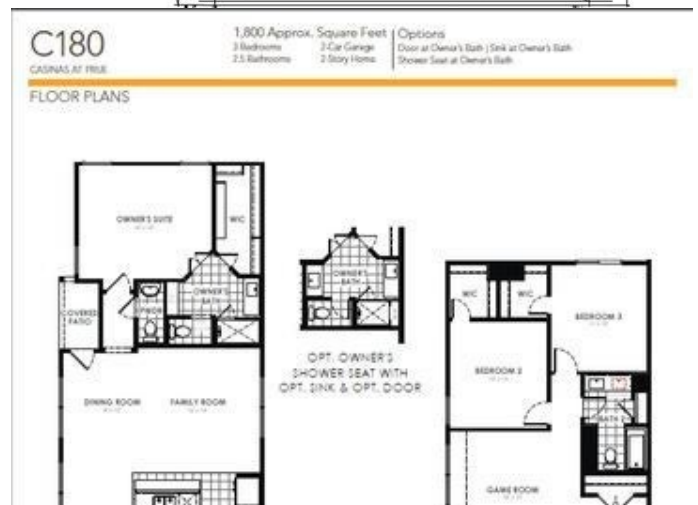 C180
CASINAS AT PRUE
1,800 Approx. Square Feet
3 Bedrooms 2-Car Garage
2.5 Bathrooms 2-Story Home
Options
Door at Owner's Bath | Sink at Owner's Bath
Shower Seat at Owner's Bath
FLOOR PLANS
OWNER'S SUITE
WIC
OWNER'S
BATH
PWDR
COVERED
PATIO
DINING ROOM
FAMILY ROOM
OWNER'S
BATH
OPT. OWNER'S
SHOWER SEAT WITH
OPT. SINK & OPT. DOOR
WIC
WIC
BEDROOM 3
BEDROOM 2
BATH 2
GAME ROOM